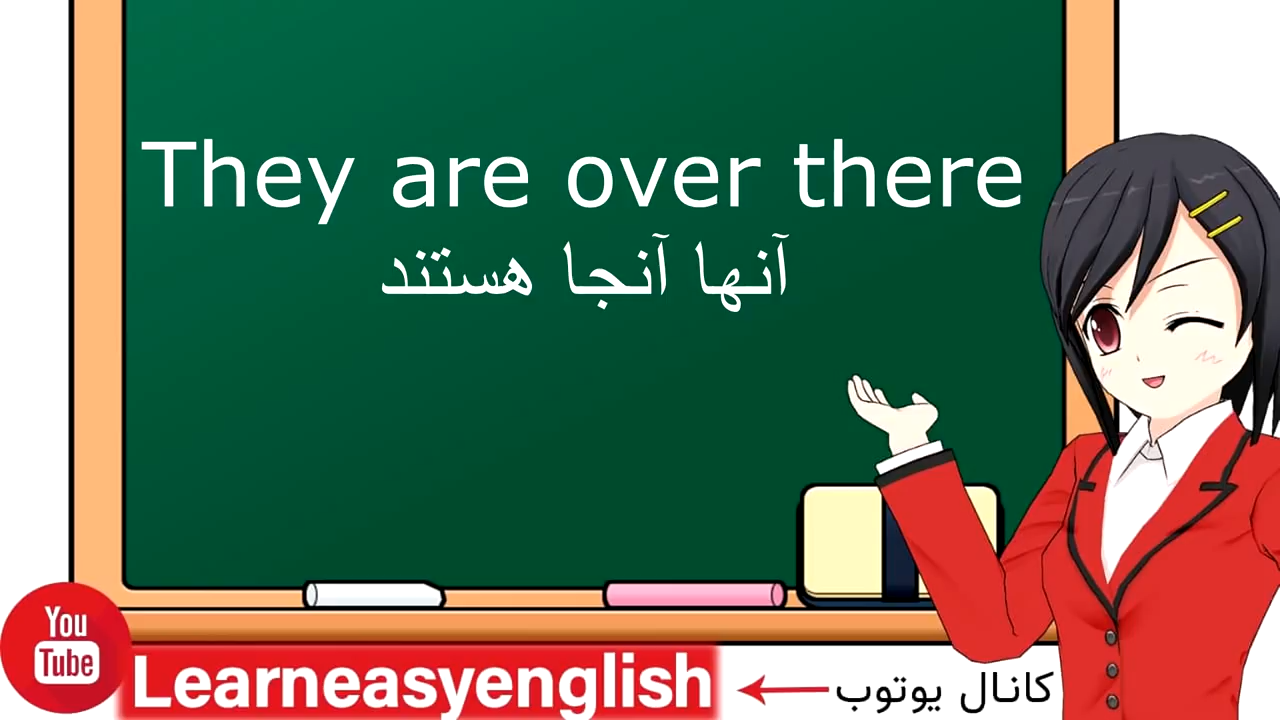 They are over there
آنها آنجا هستند
You
Tube
Learneasyenglish
کانال یوتوب